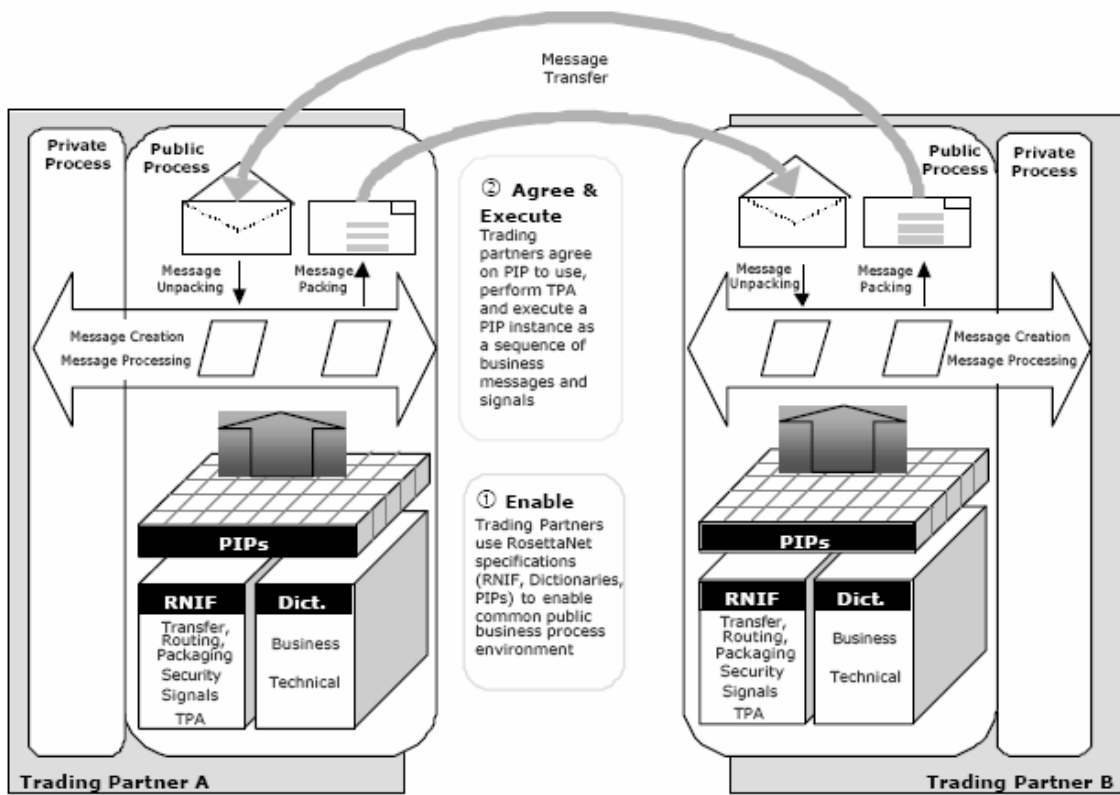 Message
Transfer
Private
Process
Public
Process
Message
Unpacking
Message
Packing
Message Creation
Message Processing
PIPs
RNIF
Transfer,
Routing,
Packaging
Security
Signals
TPA
Dict.
Business
Technical
Trading Partner A
② Agree &
Execute
Trading
partners agree
on PIP to use,
perform TPA
and execute a
PIP instance as
a sequence of
business
messages and
signals
① Enable
Trading Partners
use RosettaNet
specifications
(RNIF, Dictionaries,
PIPs) to enable
common public
business process
environment
Public
Process
Private
Process
Message
Unpacking
Message
Packing
Message Creation
Message Processing
PIPs
RNIF
Transfer,
Routing,
Packaging
Security
Signals
TPA
Dict.
Business
Technical
Trading Partner B